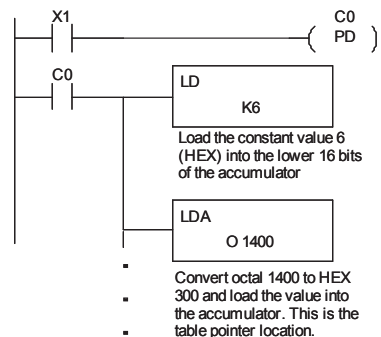 X1
C0
PD
C0
LD
K6
Load the constant value 6
(HEX) into the lower 16 bits
of the accumulator
LDA
O 1400
Convert octal 1400 to HEX
300 and load the value into
the accumulator. This is the
table pointer location.